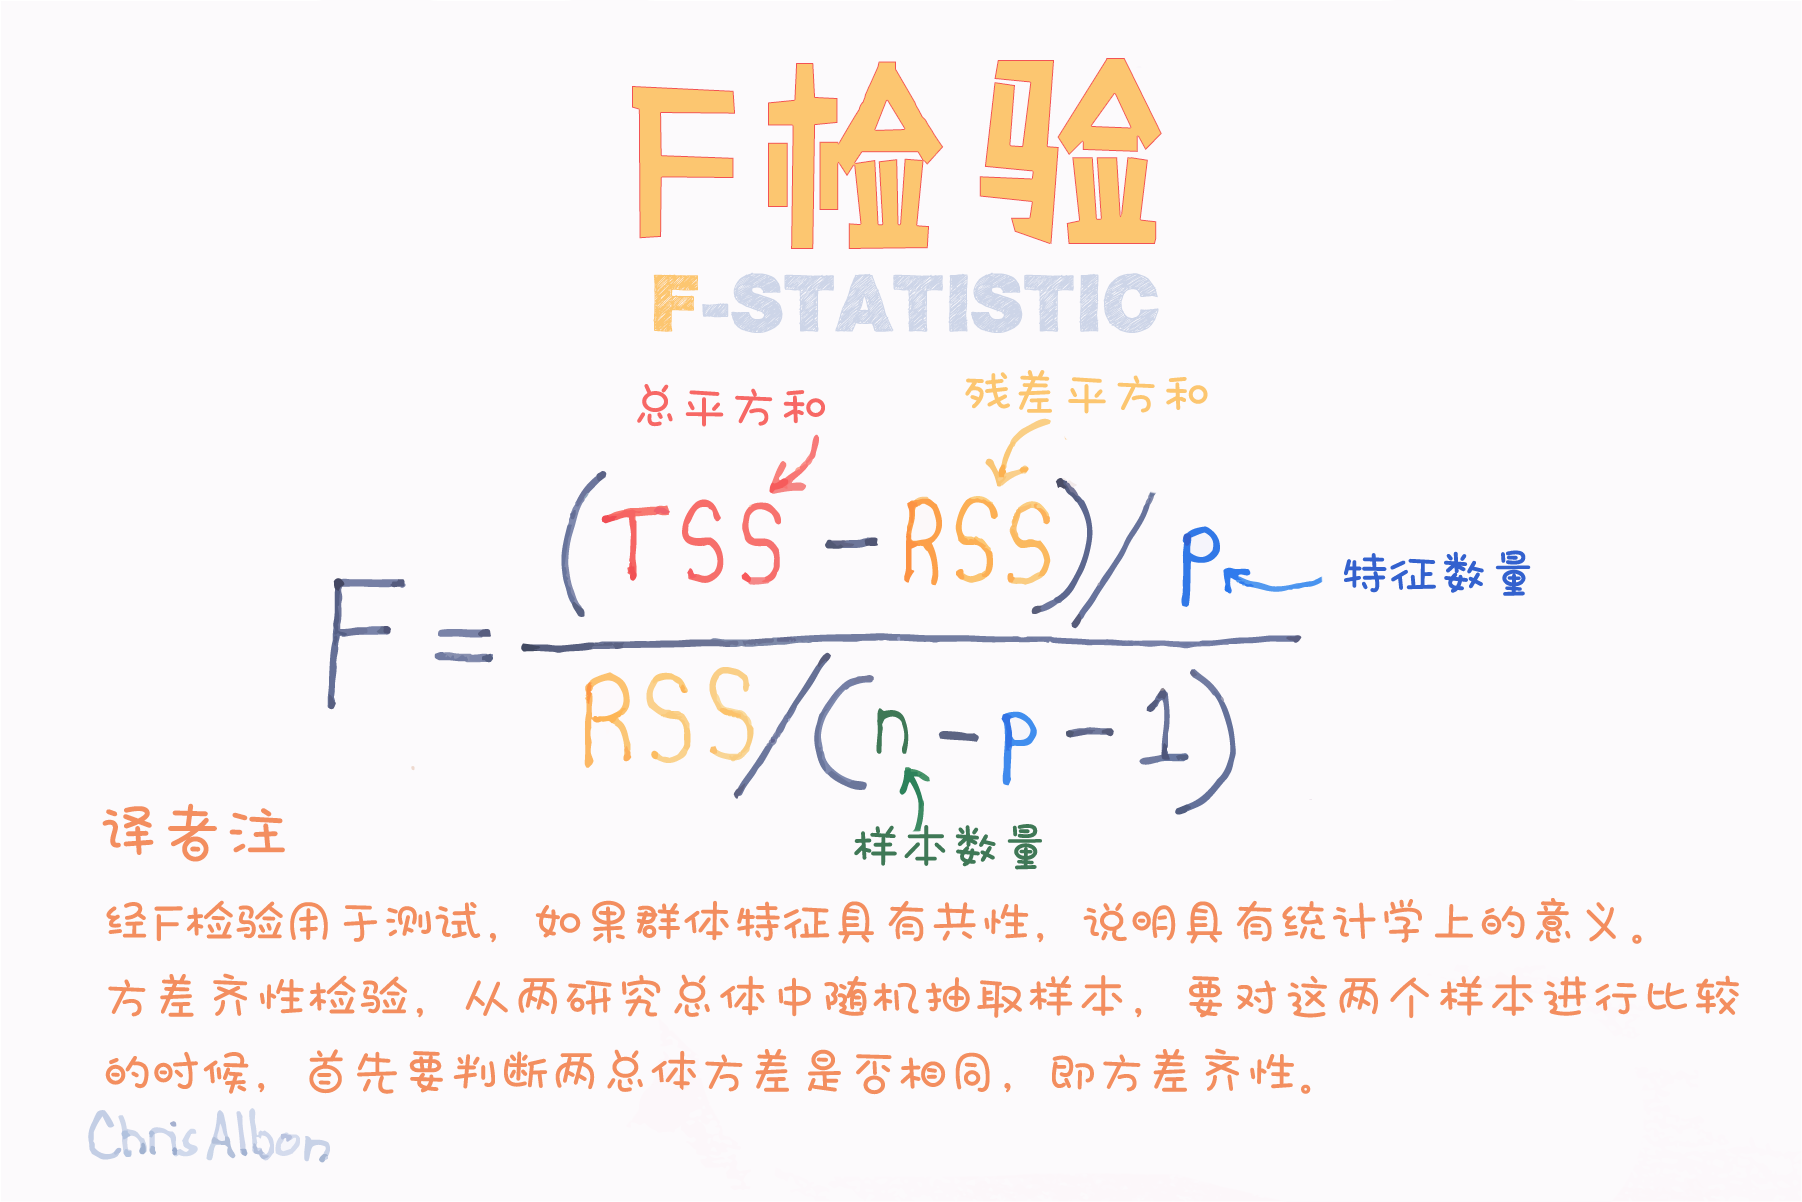 F检验
F-STATISTIC
总平方和
残差平方和
F = (TSS - RSS)/P
RSS/(n - P - 1)
特征数量
样本数量
译者注
经F检验用于测试，如果群体特征具有共性，说明具有统计学上的意义。
方差齐性检验，从两研究总体中随机抽取样本，要对这两个样本进行比较
的时候，首先要判断两总体方差是否相同，即方差齐性。
Chris Albon